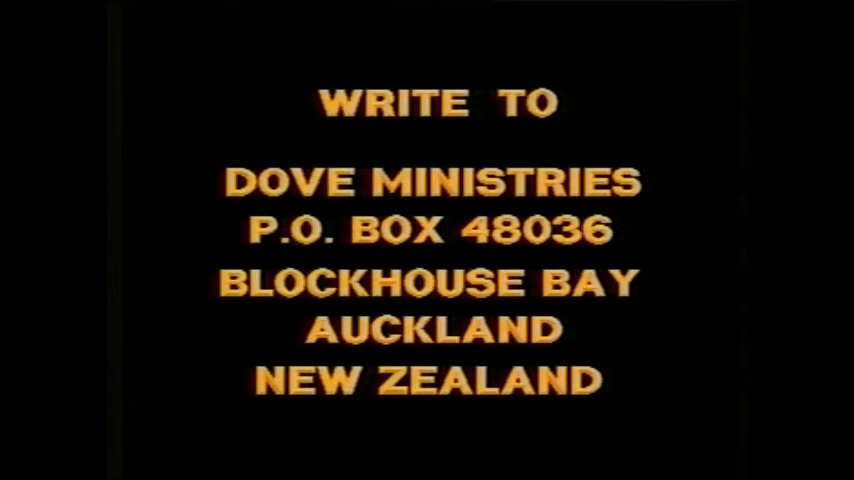 WRITE TO
DOVE MINISTRIES
P.O. BOX 48036
BLOCKHOUSE BAY
AUCKLAND
NEW ZEALAND